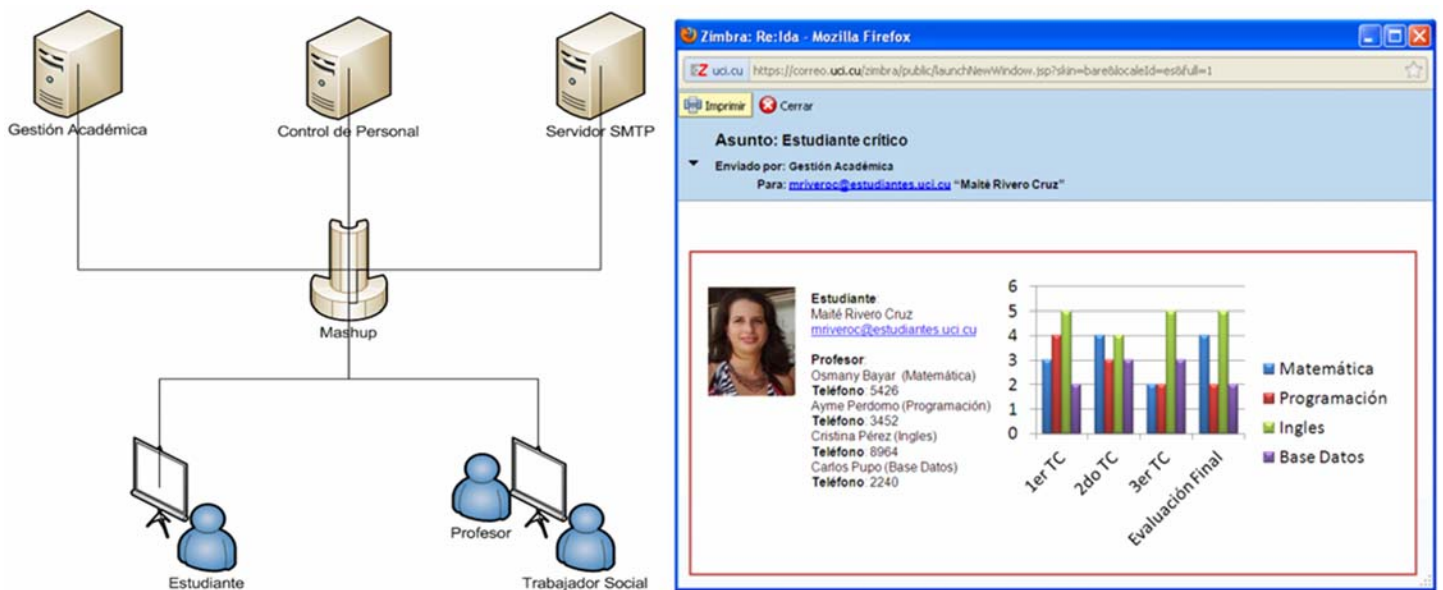 Gestión Académica
Control de Personal
Servidor SMTP
Mashup
Profesor
Estudiante
Trabajador Social
Zimbra: Re:Ida - Mozilla Firefox
uci.cu https://correo.uci.cu/zimbra/public/launchNewWindow.jsp?skin=bare&localeId=es&full=1
Imprimir Cerrar
Asunto: Estudiante crítico
Enviado por: Gestión Académica
Para: mriveroc@estudiantes.uci.cu "Maité Rivero Cruz"
Estudiante:
Maité Rivero Cruz
mriveroc@estudiantes.uci.cu
Profesor:
Osmany Bayar (Matemática)
Teléfono: 5426
Ayme Perdomo (Programación)
Teléfono: 3452
Cristina Pérez (Ingles)
Teléfono: 8964
Carlos Pupo (Base Datos)
Teléfono: 2240
6
5
4
3
2
1
0
1er TC
2do TC
3er TC
Evaluación Final
Matemática
Programación
Ingles
Base Datos